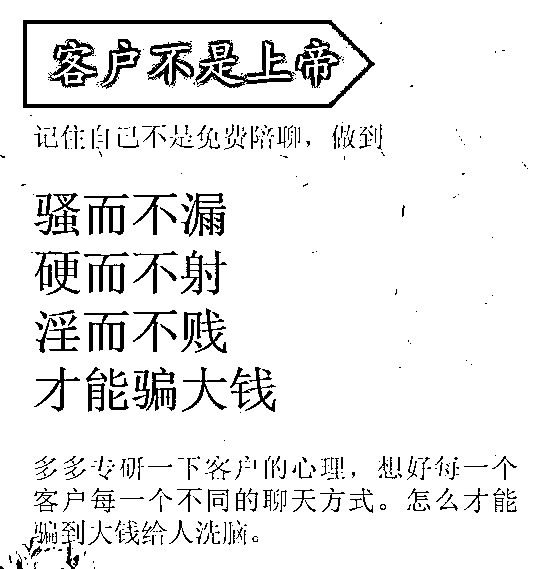 客户不是上帝
记住自己不是免费陪聊，做到
骚而不漏
硬而不射
淫而不贱
才能骗大钱
多多专研一下客户的心理，想好每一个
客户每一个不同的聊天方式。怎么才能
骗到大钱给人洗脑。